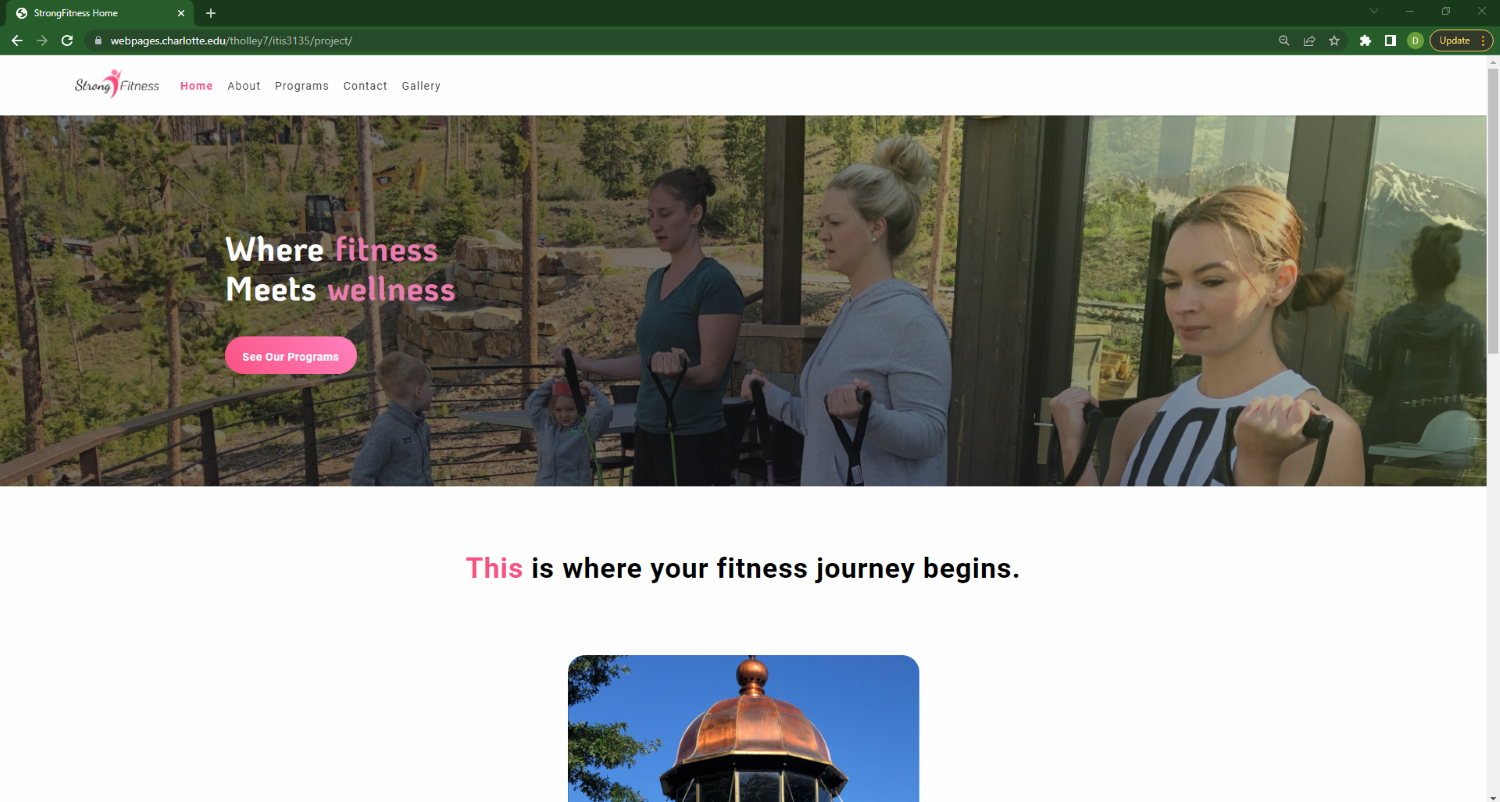 StrongFitness Home
webpages.charlotte.edu/tholley7/itis3135/project/
D
Update
Strong Fitness
Home
About
Programs
Contact
Gallery
Where fitness
Meets wellness
See Our Programs
This is where your fitness journey begins.